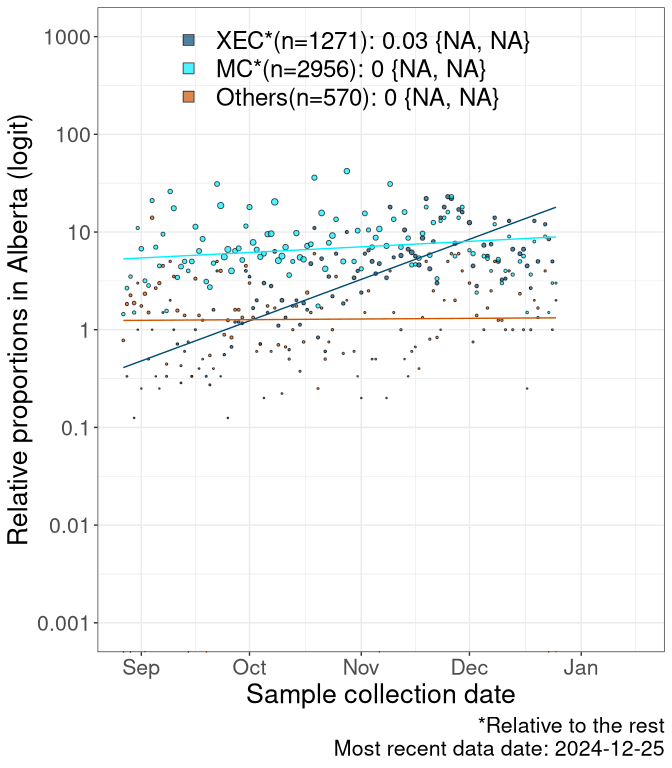 XEC*(n=1271): 0.03 {NA, NA}
MC*(n=2956): 0 {NA, NA}
Others(n=570): 0 {NA, NA}
Relative proportions in Alberta (logit)
1000
100
10
1
0.1
0.01
0.001
Sep Oct Nov Dec Jan
Sample collection date
*Relative to the rest
Most recent data date: 2024-12-25